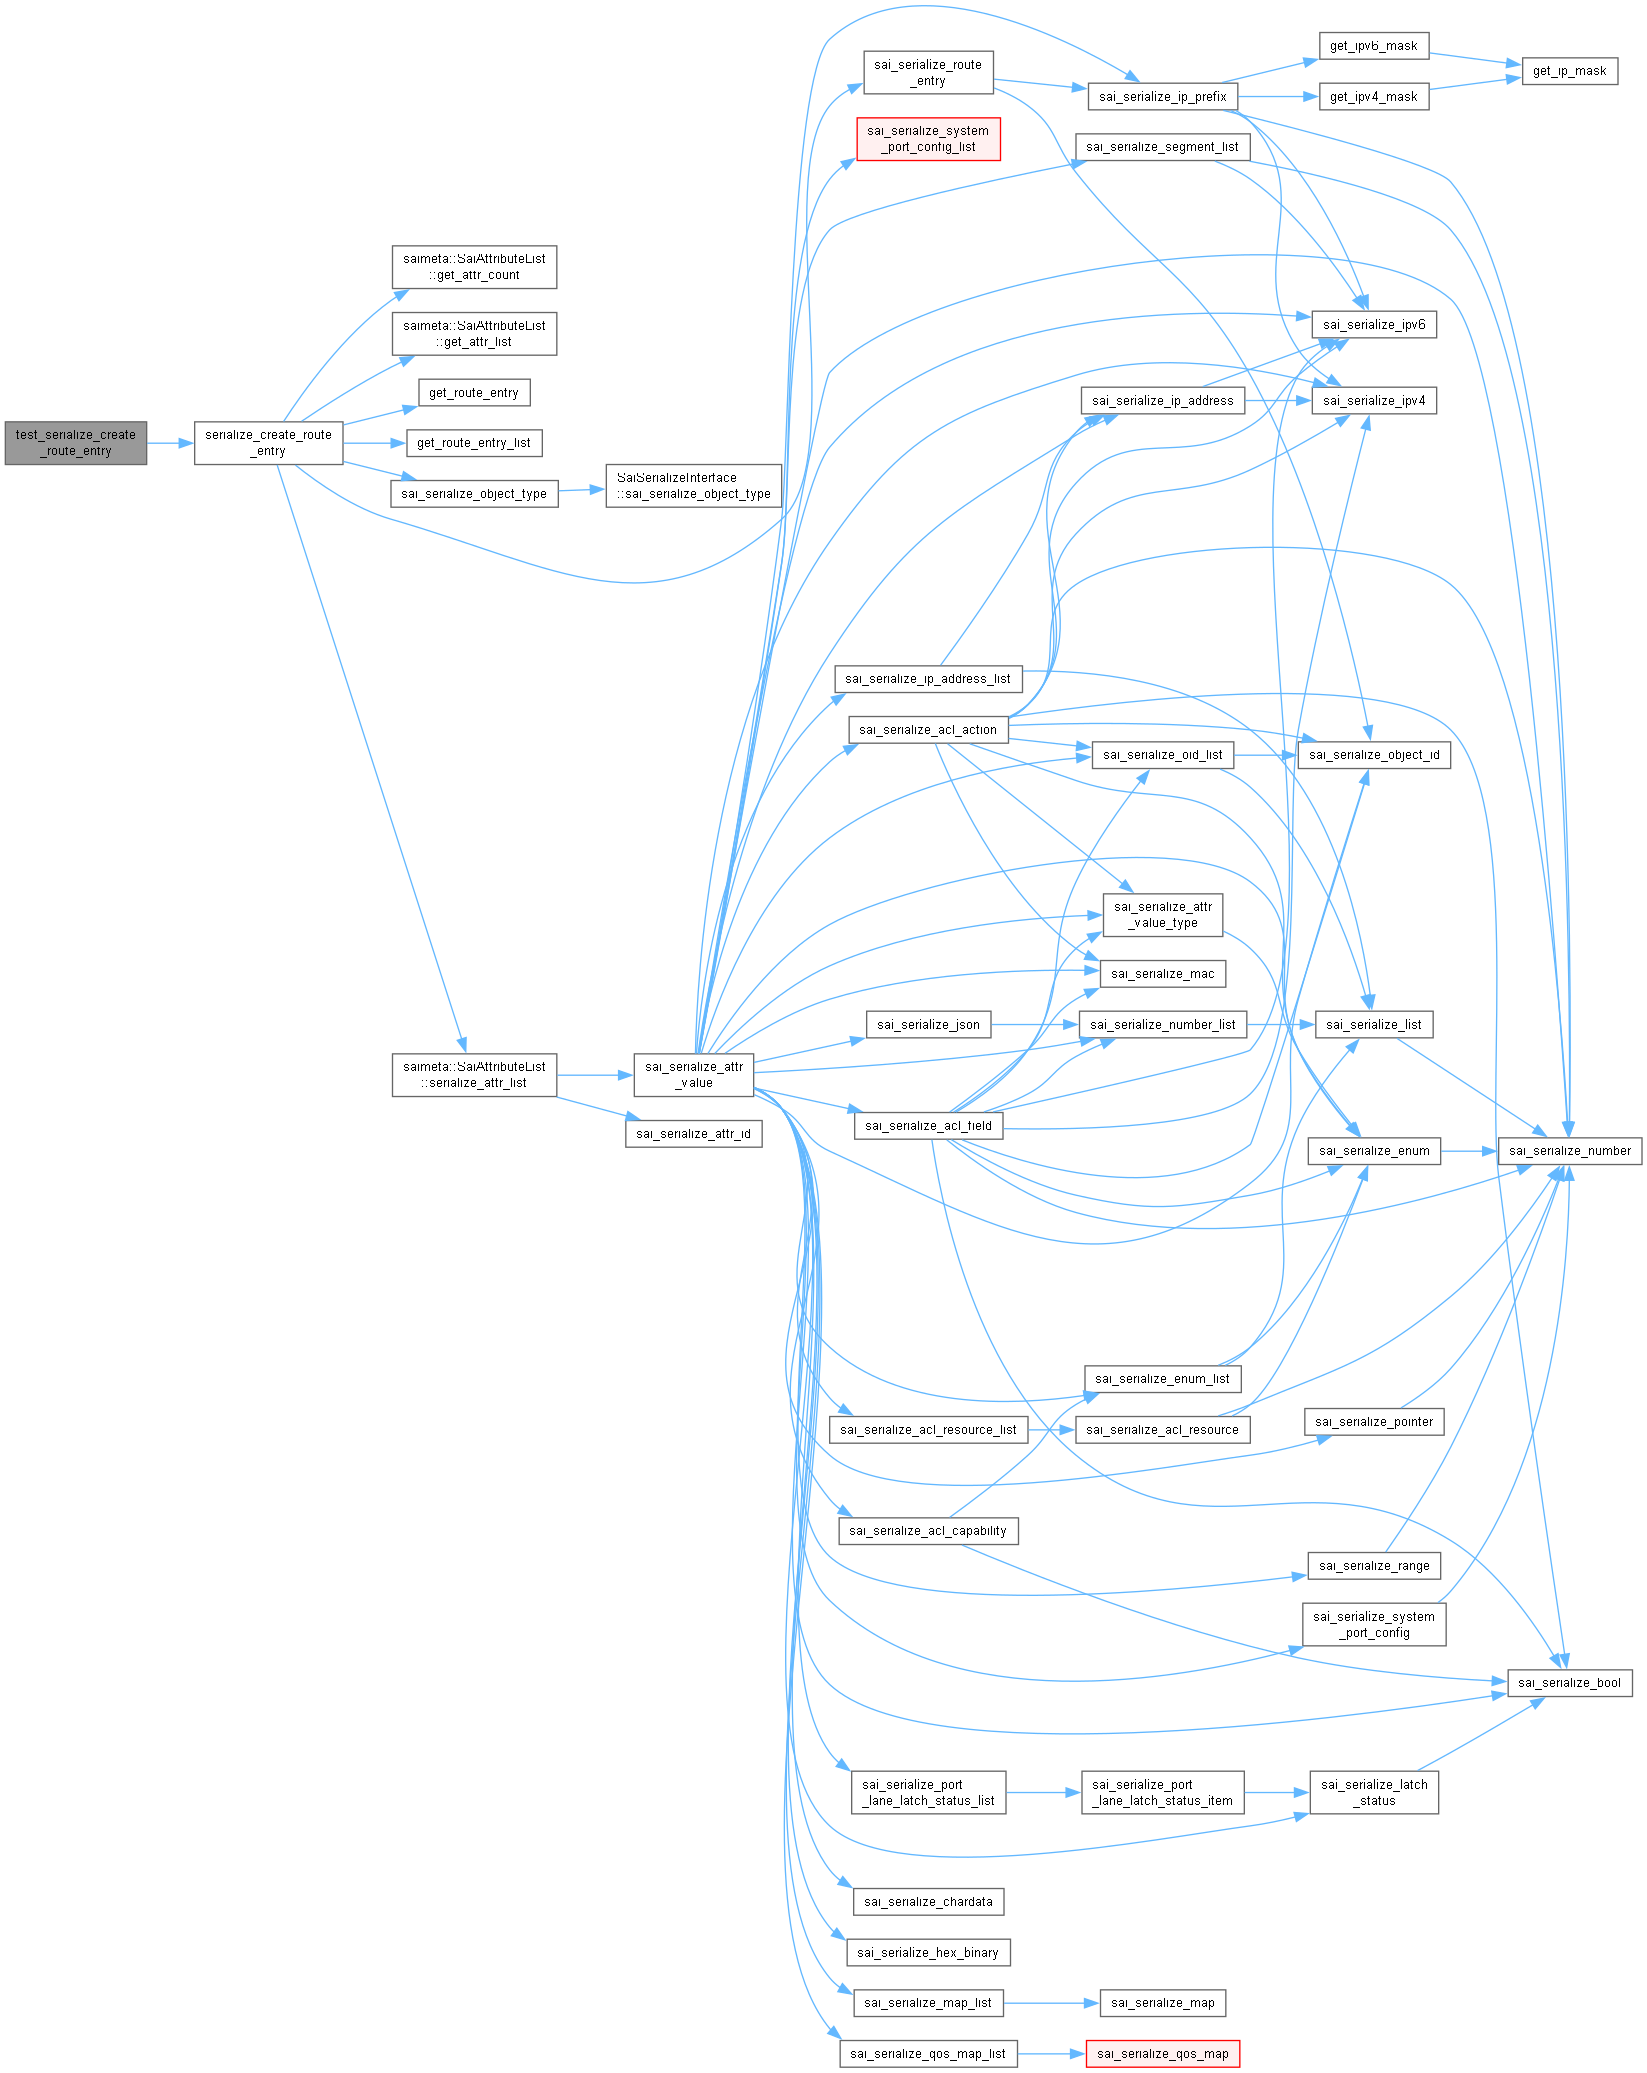 test_serialize_create
_route_entry
serialize_create_route
_entry
saimeta::SaiAttributeList
::get_attr_count
saimeta::SaiAttributeList
::get_attr_list
get_route_entry
get_route_entry_list
sai_serialize_object_type
SaiSerializeInterface
::sai_serialize_object_type
saimeta::SaiAttributeList
::serialize_attr_list
sai_serialize_attr
_value
sai_serialize_attr_id
sai_serialize_route
_entry
sai_serialize_system
_port_config_list
sai_serialize_ip_prefix
sai_serialize_segment_list
get_ipv6_mask
get_ipv4_mask
get_ip_mask
sai_serialize_ipv6
sai_serialize_ip_address
sai_serialize_ipv4
sai_serialize_ip_address_list
sai_serialize_acl_action
sai_serialize_oid_list
sai_serialize_object_id
sai_serialize_attr
_value_type
sai_serialize_mac
sai_serialize_json
sai_serialize_number_list
sai_serialize_list
sai_serialize_acl_field
sai_serialize_enum
sai_serialize_number
sai_serialize_enum_list
sai_serialize_acl_resource_list
sai_serialize_acl_resource
sai_serialize_pointer
sai_serialize_acl_capability
sai_serialize_range
sai_serialize_system
_port_config
sai_serialize_bool
sai_serialize_port
_lane_latch_status_list
sai_serialize_port
_lane_latch_status_item
sai_serialize_latch
_status
sai_serialize_chardata
sai_serialize_hex_binary
sai_serialize_map_list
sai_serialize_map
sai_serialize_qos_map_list
sai_serialize_qos_map